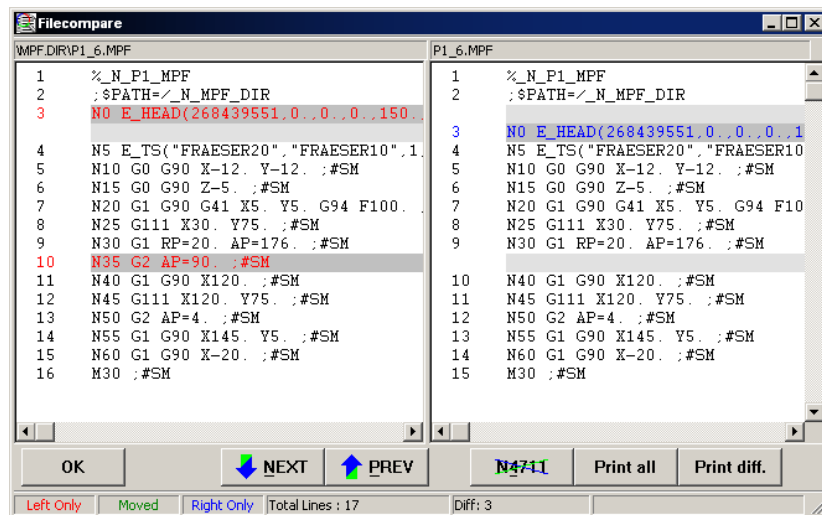 Filecompare
\MPF.DIR\P1_6.MPF
1 %_N_P1_MPF
2 ;$PATH=/_N_MPF_DIR
3 N0 E_HEAD(268439551,0.,0.,0.,150.,
4 N5 E_TS("FRAESER20","FRAESER10",1,
5 N10 G0 G90 X-12. Y-12. ;#SM
6 N15 G0 G90 Z-5. ;#SM
7 N20 G1 G90 G41 X5. Y5. G94 F100. ;
8 N25 G111 X30. Y75. ;#SM
9 N30 G1 RP=20. AP=176. ;#SM
10 N35 G2 AP=90. ;#SM
11 N40 G1 G90 X120. ;#SM
12 N45 G111 X120. Y75. ;#SM
13 N50 G2 AP=4. ;#SM
14 N55 G1 G90 X145. Y5. ;#SM
15 N60 G1 G90 X-20. ;#SM
16 M30 ;#SM
P1_6.MPF
1 %_N_P1_MPF
2 ;$PATH=/_N_MPF_DIR
3 N0 E_HEAD(268439551,0.,0.,0.,1
4 N5 E_TS("FRAESER20","FRAESER10
5 N10 G0 G90 X-12. Y-12. ;#SM
6 N15 G0 G90 Z-5. ;#SM
7 N20 G1 G90 G41 X5. Y5. G94 F10
8 N25 G111 X30. Y75. ;#SM
9 N30 G1 RP=20. AP=176. ;#SM
10 N40 G1 G90 X120. ;#SM
11 N45 G111 X120. Y75. ;#SM
12 N50 G2 AP=4. ;#SM
13 N55 G1 G90 X145. Y5. ;#SM
14 N60 G1 G90 X-20. ;#SM
15 M30 ;#SM
OK NEXT PREV N4711 Print all Print diff.
Left Only Moved Right Only Total Lines : 17 Diff: 3